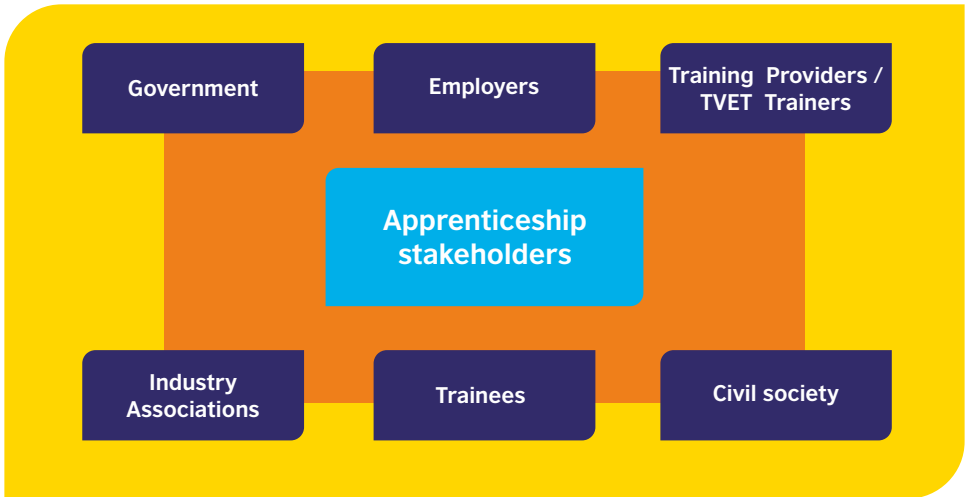 Government
Employers
Training Providers /
TVET Trainers
Apprenticeship
stakeholders
Industry
Associations
Trainees
Civil society